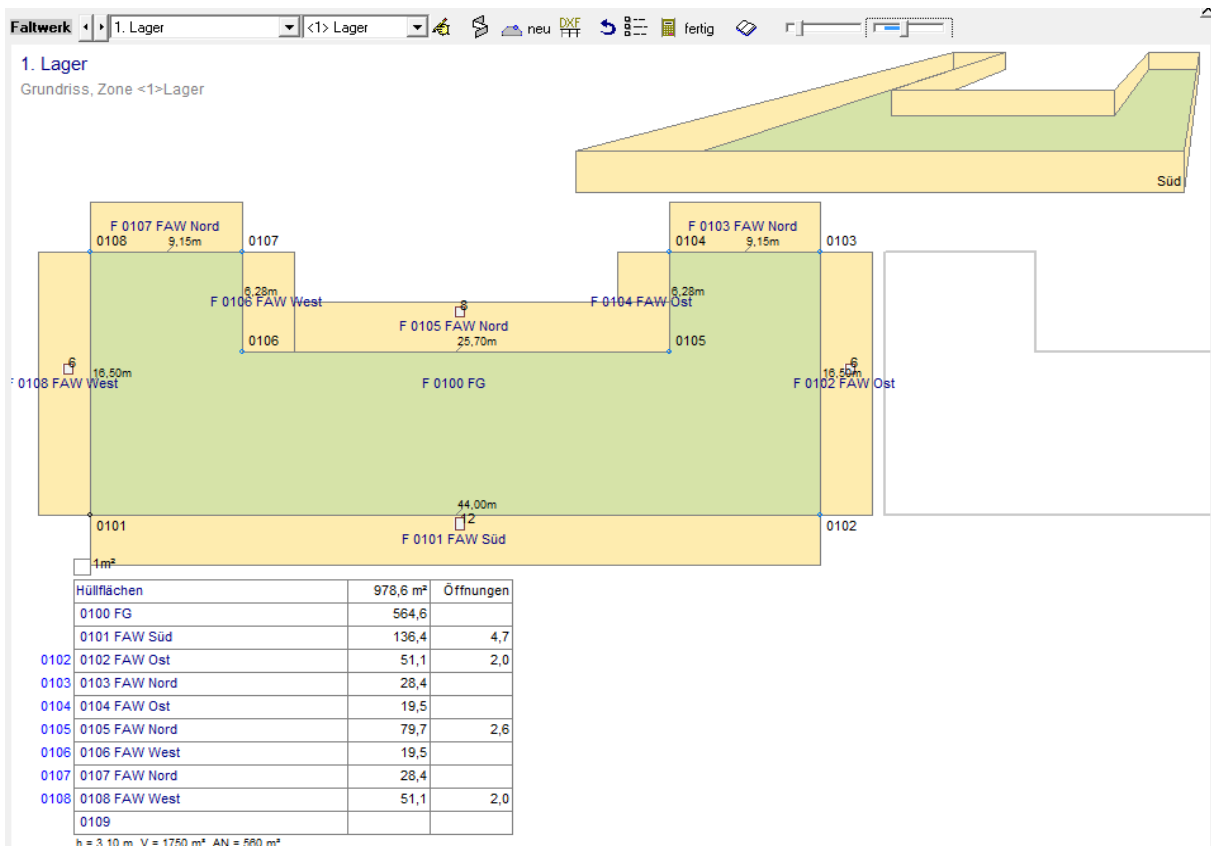 Faltwerk 1. Lager <1> Lager neu DXF fertig
1. Lager
Grundriss, Zone <1>Lager
Süd
F 0107 FAW Nord
F 0103 FAW Nord
0108 9,15m 0107
0104 9,15m 0103
6,28m
6,28m
F 0106 FAW West
8
F 0104 FAW Ost
F 0105 FAW Nord
0106
25,70m
0105
6
16,50m
F 0108 FAW West
F 0100 FG
6
16,50m
F 0102 FAW Ost
44,00m
0101
12
0102
F 0101 FAW Süd
1m²
Hüllflächen 978,6 m² Öffnungen
0100 FG 564,6
0101 FAW Süd 136,4 4,7
0102 0102 FAW Ost 51,1 2,0
0103 0103 FAW Nord 28,4
0104 0104 FAW Ost 19,5
0105 0105 FAW Nord 79,7 2,6
0106 0106 FAW West 19,5
0107 0107 FAW Nord 28,4
0108 0108 FAW West 51,1 2,0
0109
h = 3,10 m, V = 1750 m³, AN = 560 m²